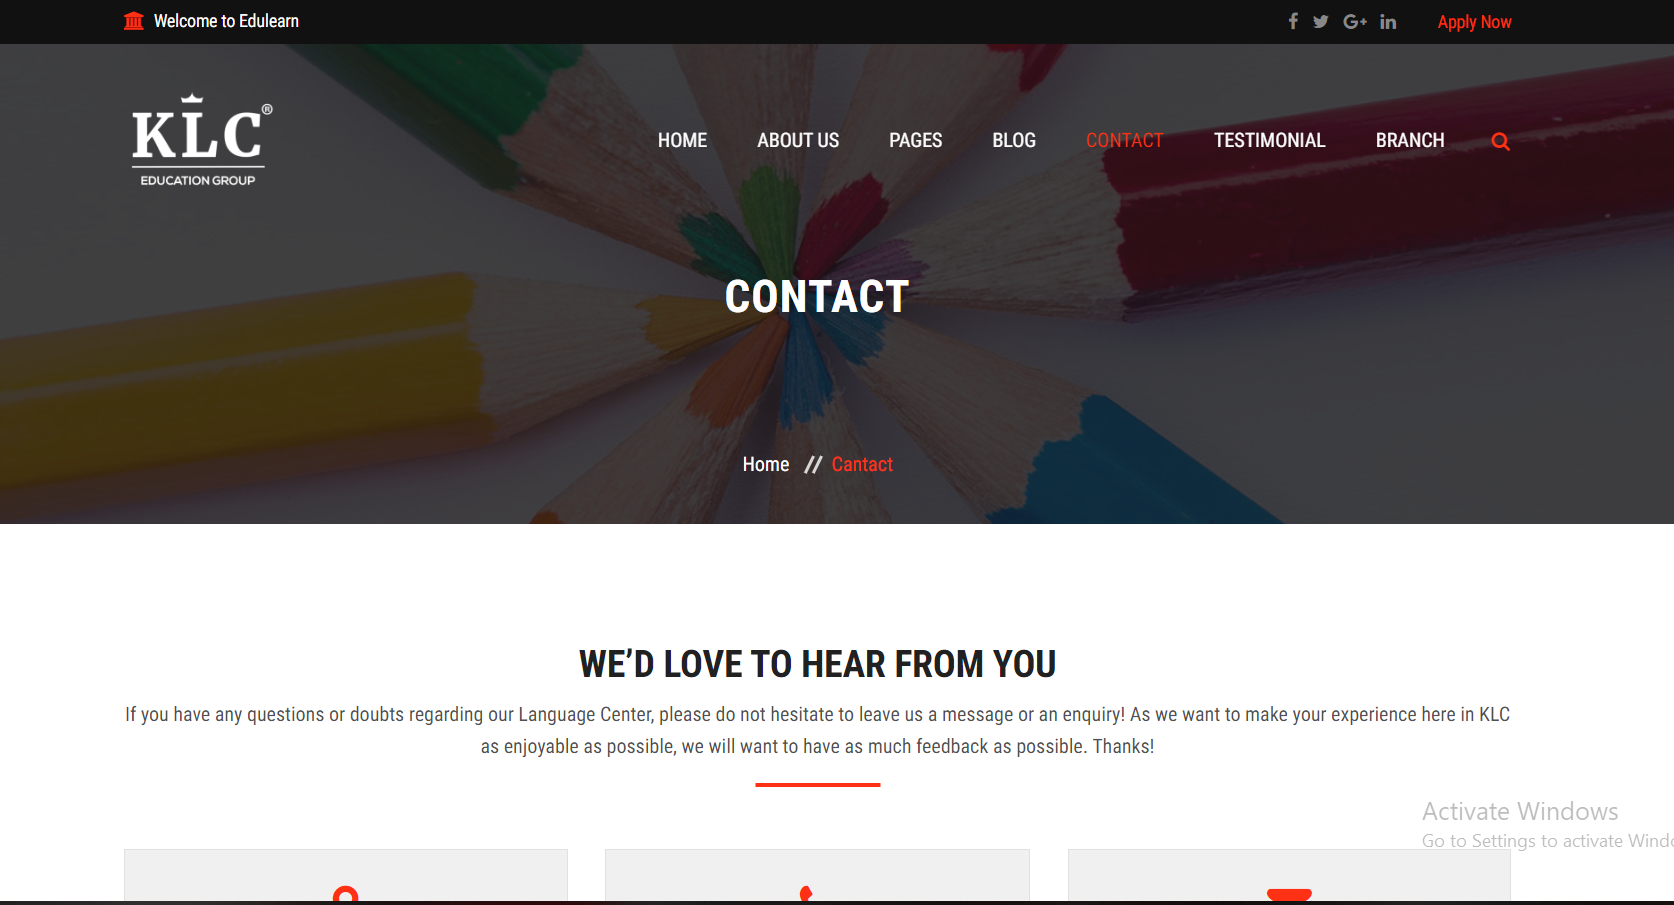 Welcome to Edulearn
Apply Now
KLC®
EDUCATION GROUP
HOME ABOUT US PAGES BLOG CONTACT TESTIMONIAL BRANCH
CONTACT
Home // Cantact
WE’D LOVE TO HEAR FROM YOU
If you have any questions or doubts regarding our Language Center, please do not hesitate to leave us a message or an enquiry! As we want to make your experience here in KLC
as enjoyable as possible, we will want to have as much feedback as possible. Thanks!
Activate Windows
Go to Settings to activate